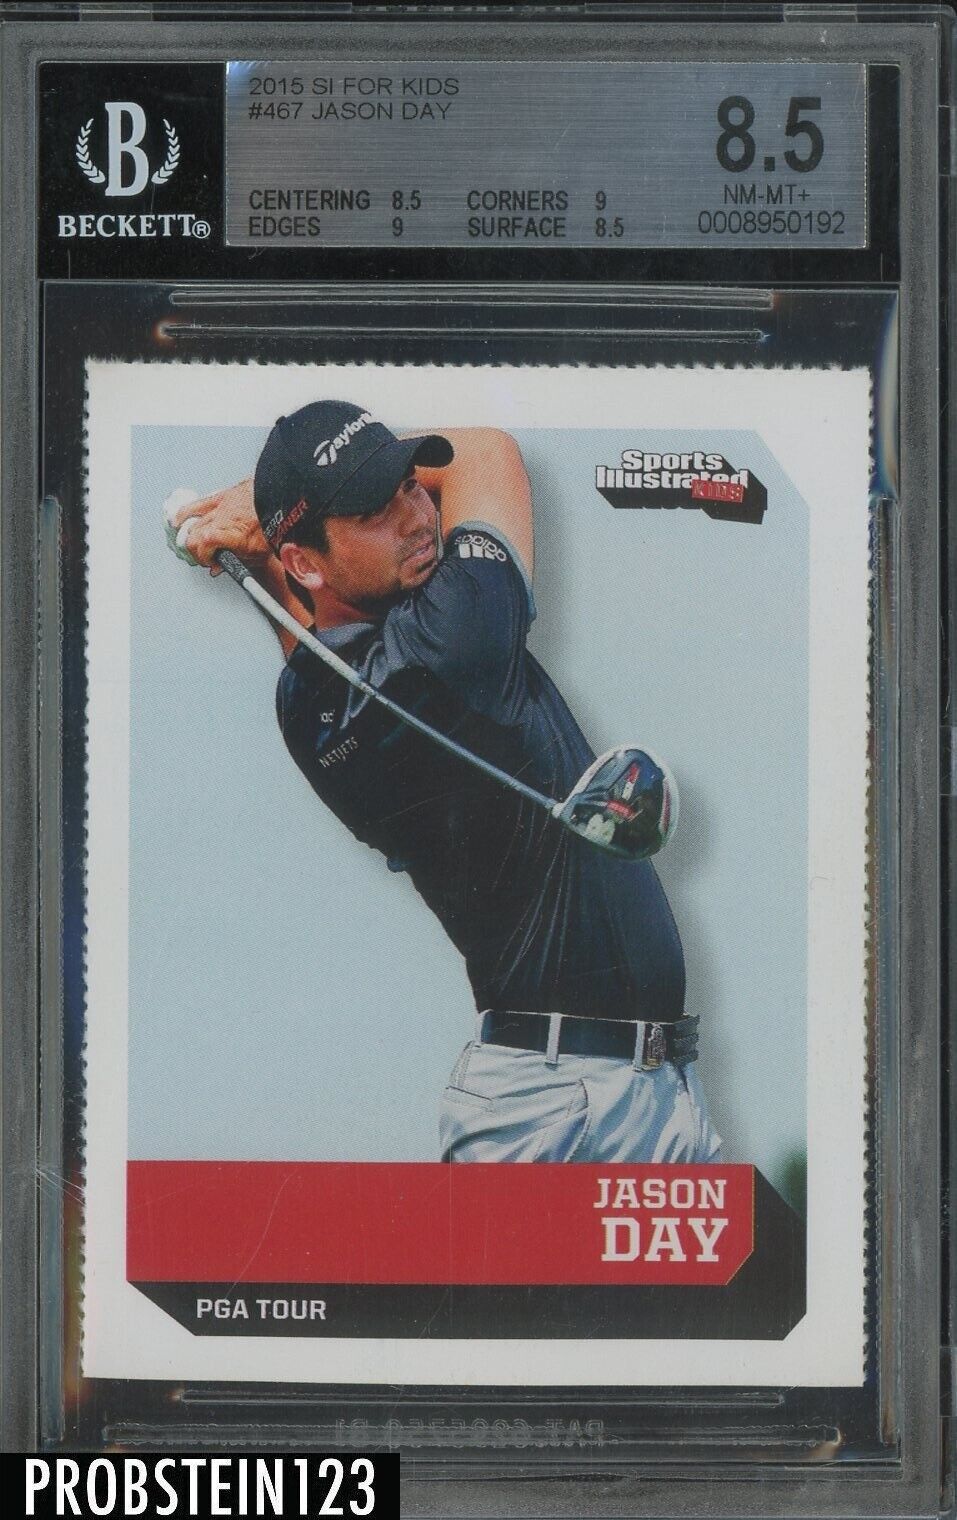 2015 SI FOR KIDS
#467 JASON DAY
8.5
NM-MT+
0008950192
CENTERING 8.5 CORNERS 9
EDGES 9 SURFACE 8.5
B
BECKETT®
Sports
Illustrated
KIDS
Taylor
adidas
NETJETS
JASON
DAY
PGA TOUR
PROBSTEIN123